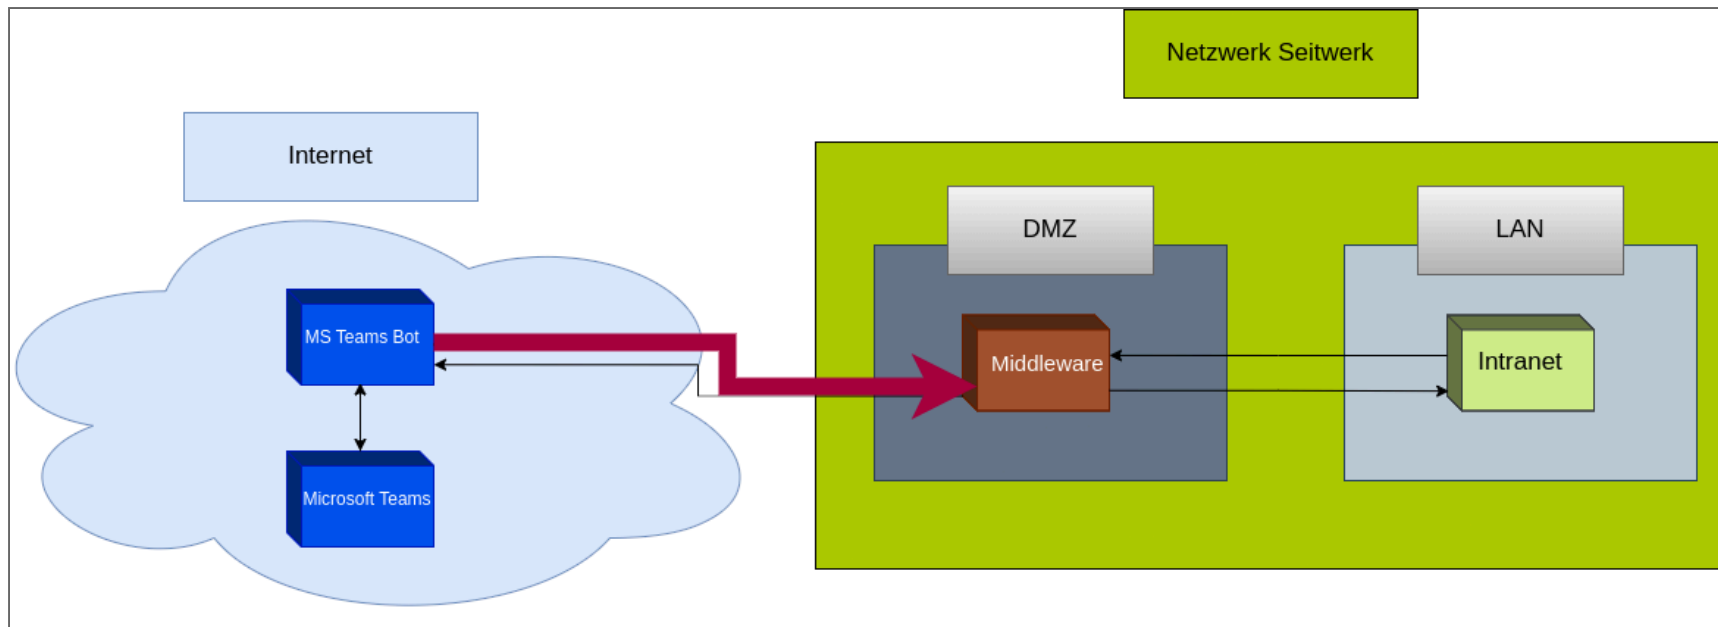 Netzwerk Seitwerk
Internet
DMZ
LAN
MS Teams Bot
Middleware
Intranet
Microsoft Teams